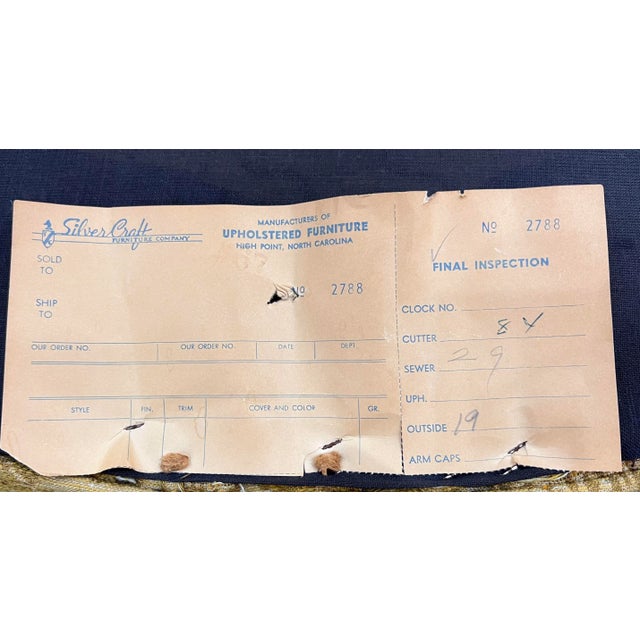 Silver Craft
FURNITURE COMPANY
MANUFACTURERS OF
UPHOLSTERED FURNITURE
HIGH POINT, NORTH CAROLINA
SOLD
TO
SHIP
TO
No 2788
OUR ORDER NO. OUR ORDER NO. DATE DEPT.
STYLE FIN. TRIM COVER AND COLOR GR.
No 2788
FINAL INSPECTION
CLOCK NO.
CUTTER 84
SEWER 29
UPH.
OUTSIDE 19
ARM CAPS